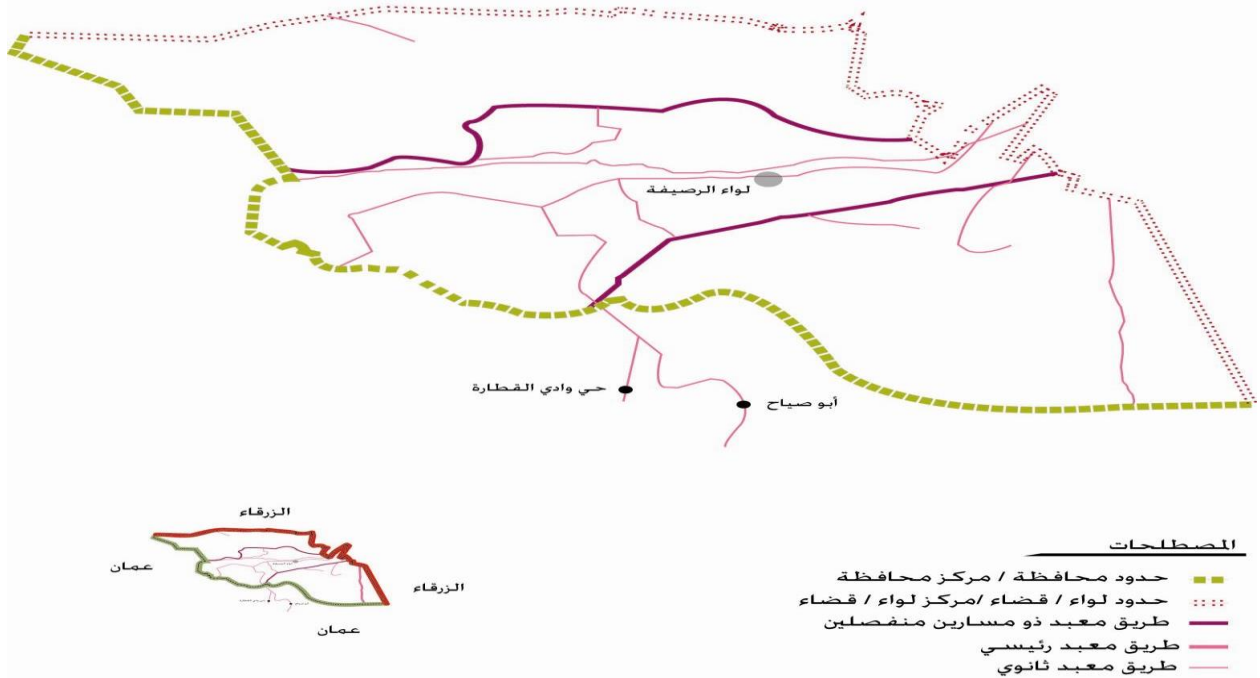 لواء الرصيفة
حي وادي القطارة
أبو صياح
الزرقاء
عمان
الزرقاء
عمان
المصطلحات
حدود محافظة / مركز محافظة
حدود لواء / قضاء /مركز لواء / قضاء
طريق معبد ذو مسارين منفصلين
طريق معبد رئيسي
طريق معبد ثانوي